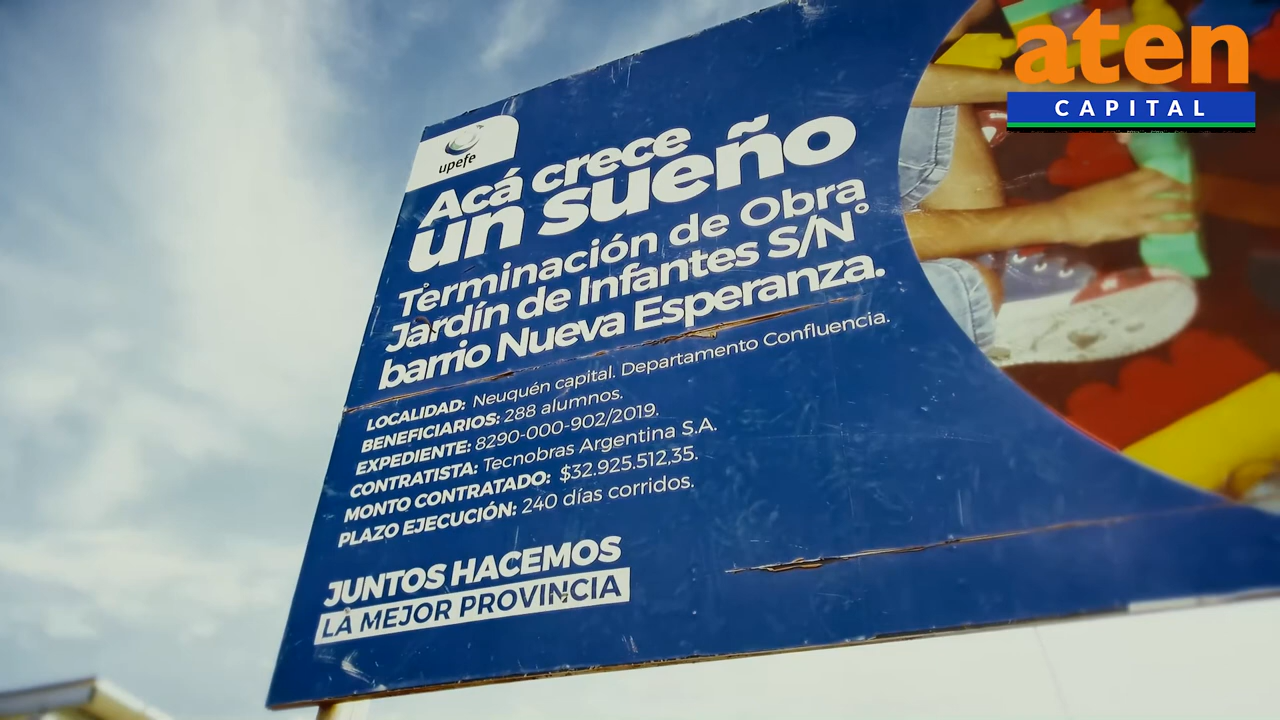 aten
CAPITAL
upefe
Acá crece
un sueño
Terminación de Obra
Jardín de Infantes S/N°
barrio Nueva Esperanza.
LOCALIDAD: Neuquén capital. Departamento Confluencia.
BENEFICIARIOS: 288 alumnos.
EXPEDIENTE: 8290-000-902/2019.
CONTRATISTA: Tecnobras Argentina S.A.
MONTO CONTRATADO: $32.925.512,35.
PLAZO EJECUCIÓN: 240 días corridos.
JUNTOS HACEMOS
LA MEJOR PROVINCIA